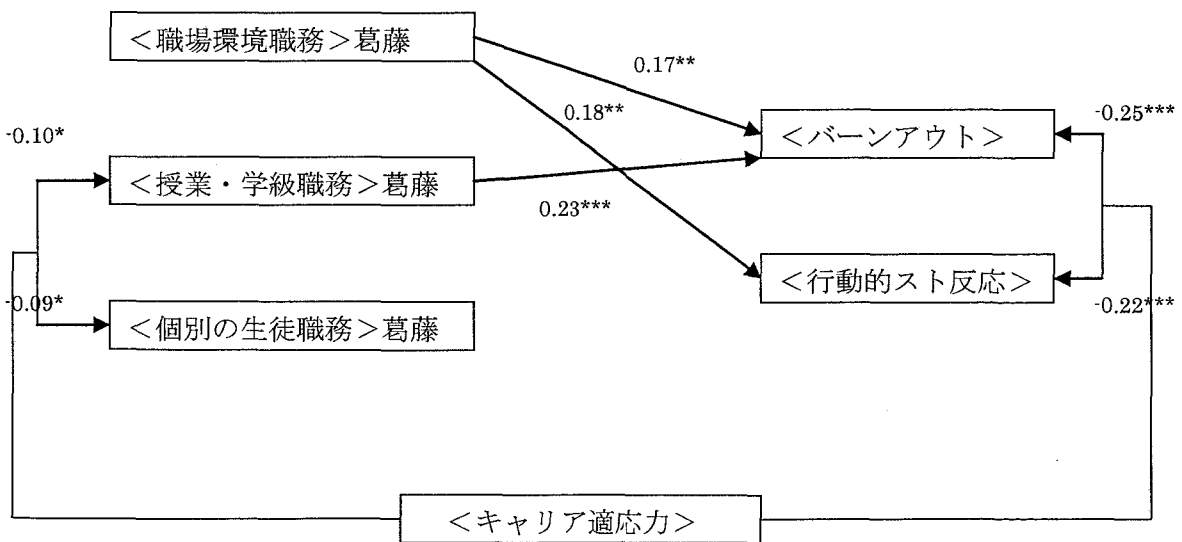 ＜職場環境職務＞葛藤
0.17**
0.18**
＜バーンアウト＞
-0.25***
-0.10*
＜授業・学級職務＞葛藤
0.23***
＜行動的スト反応＞
-0.09*
-0.22***
＜個別の生徒職務＞葛藤
＜キャリア適応力＞